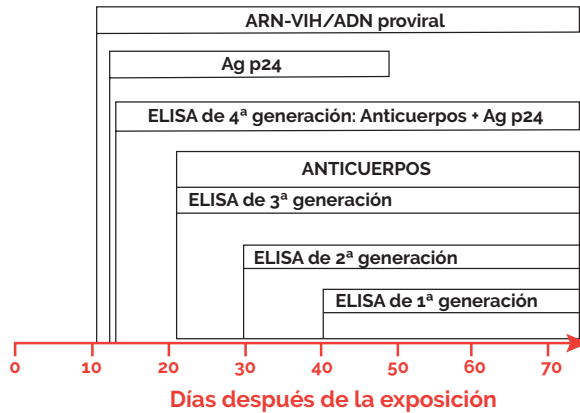 ARN-VIH/ADN proviral
Ag p24
ELISA de 4ª generación: Anticuerpos + Ag p24
ANTICUERPOS
ELISA de 3ª generación
ELISA de 2ª generación
ELISA de 1ª generación
0 10 20 30 40 50 60 70
Días después de la exposición